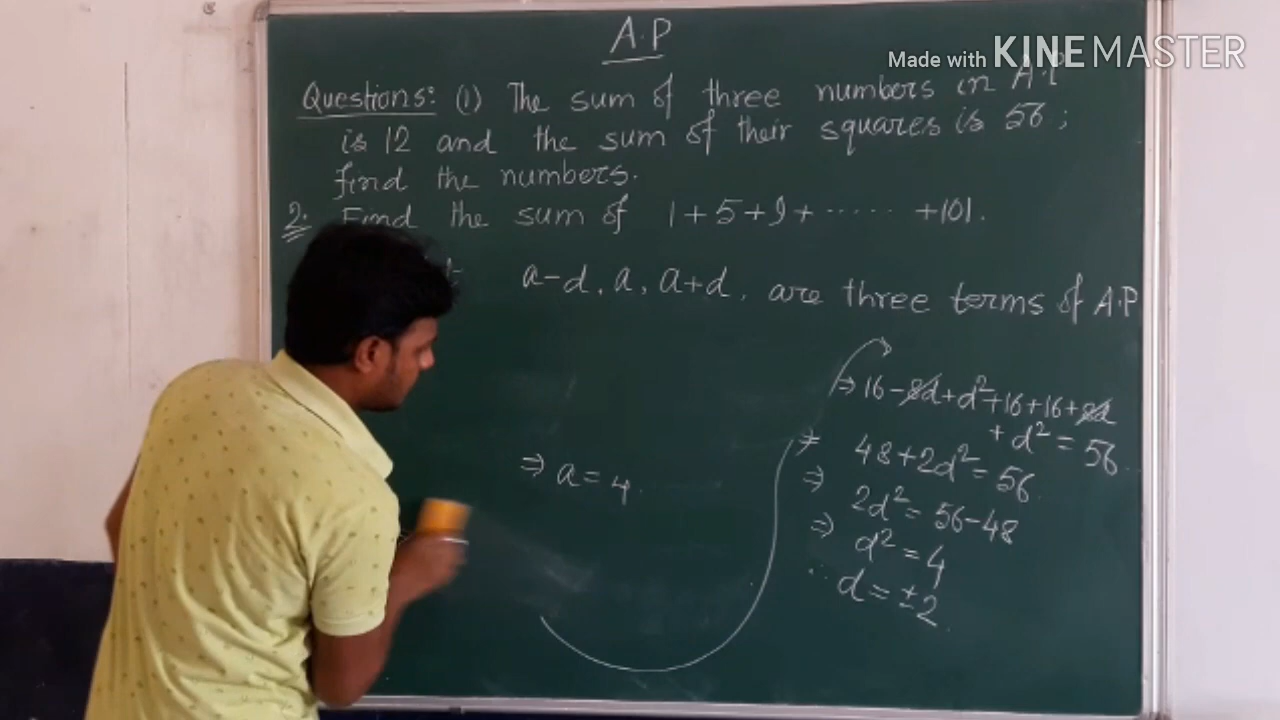 A.P
Made with KINEMASTER
Questions: (1) The sum of three numbers in A.P
is 12 and the sum of their squares is 56;
find the numbers.
2. Find the sum of 1+5+9+ ...... +101.
a-d, a, a+d, are three terms of A.P
⇒ a = 4.
⇒ 16-8d+d²+16+16+8d
+d² = 56.
⇒ 48+2d² = 56.
⇒ 2d² = 56-48
⇒ d² = 4
∴ d = ±2.